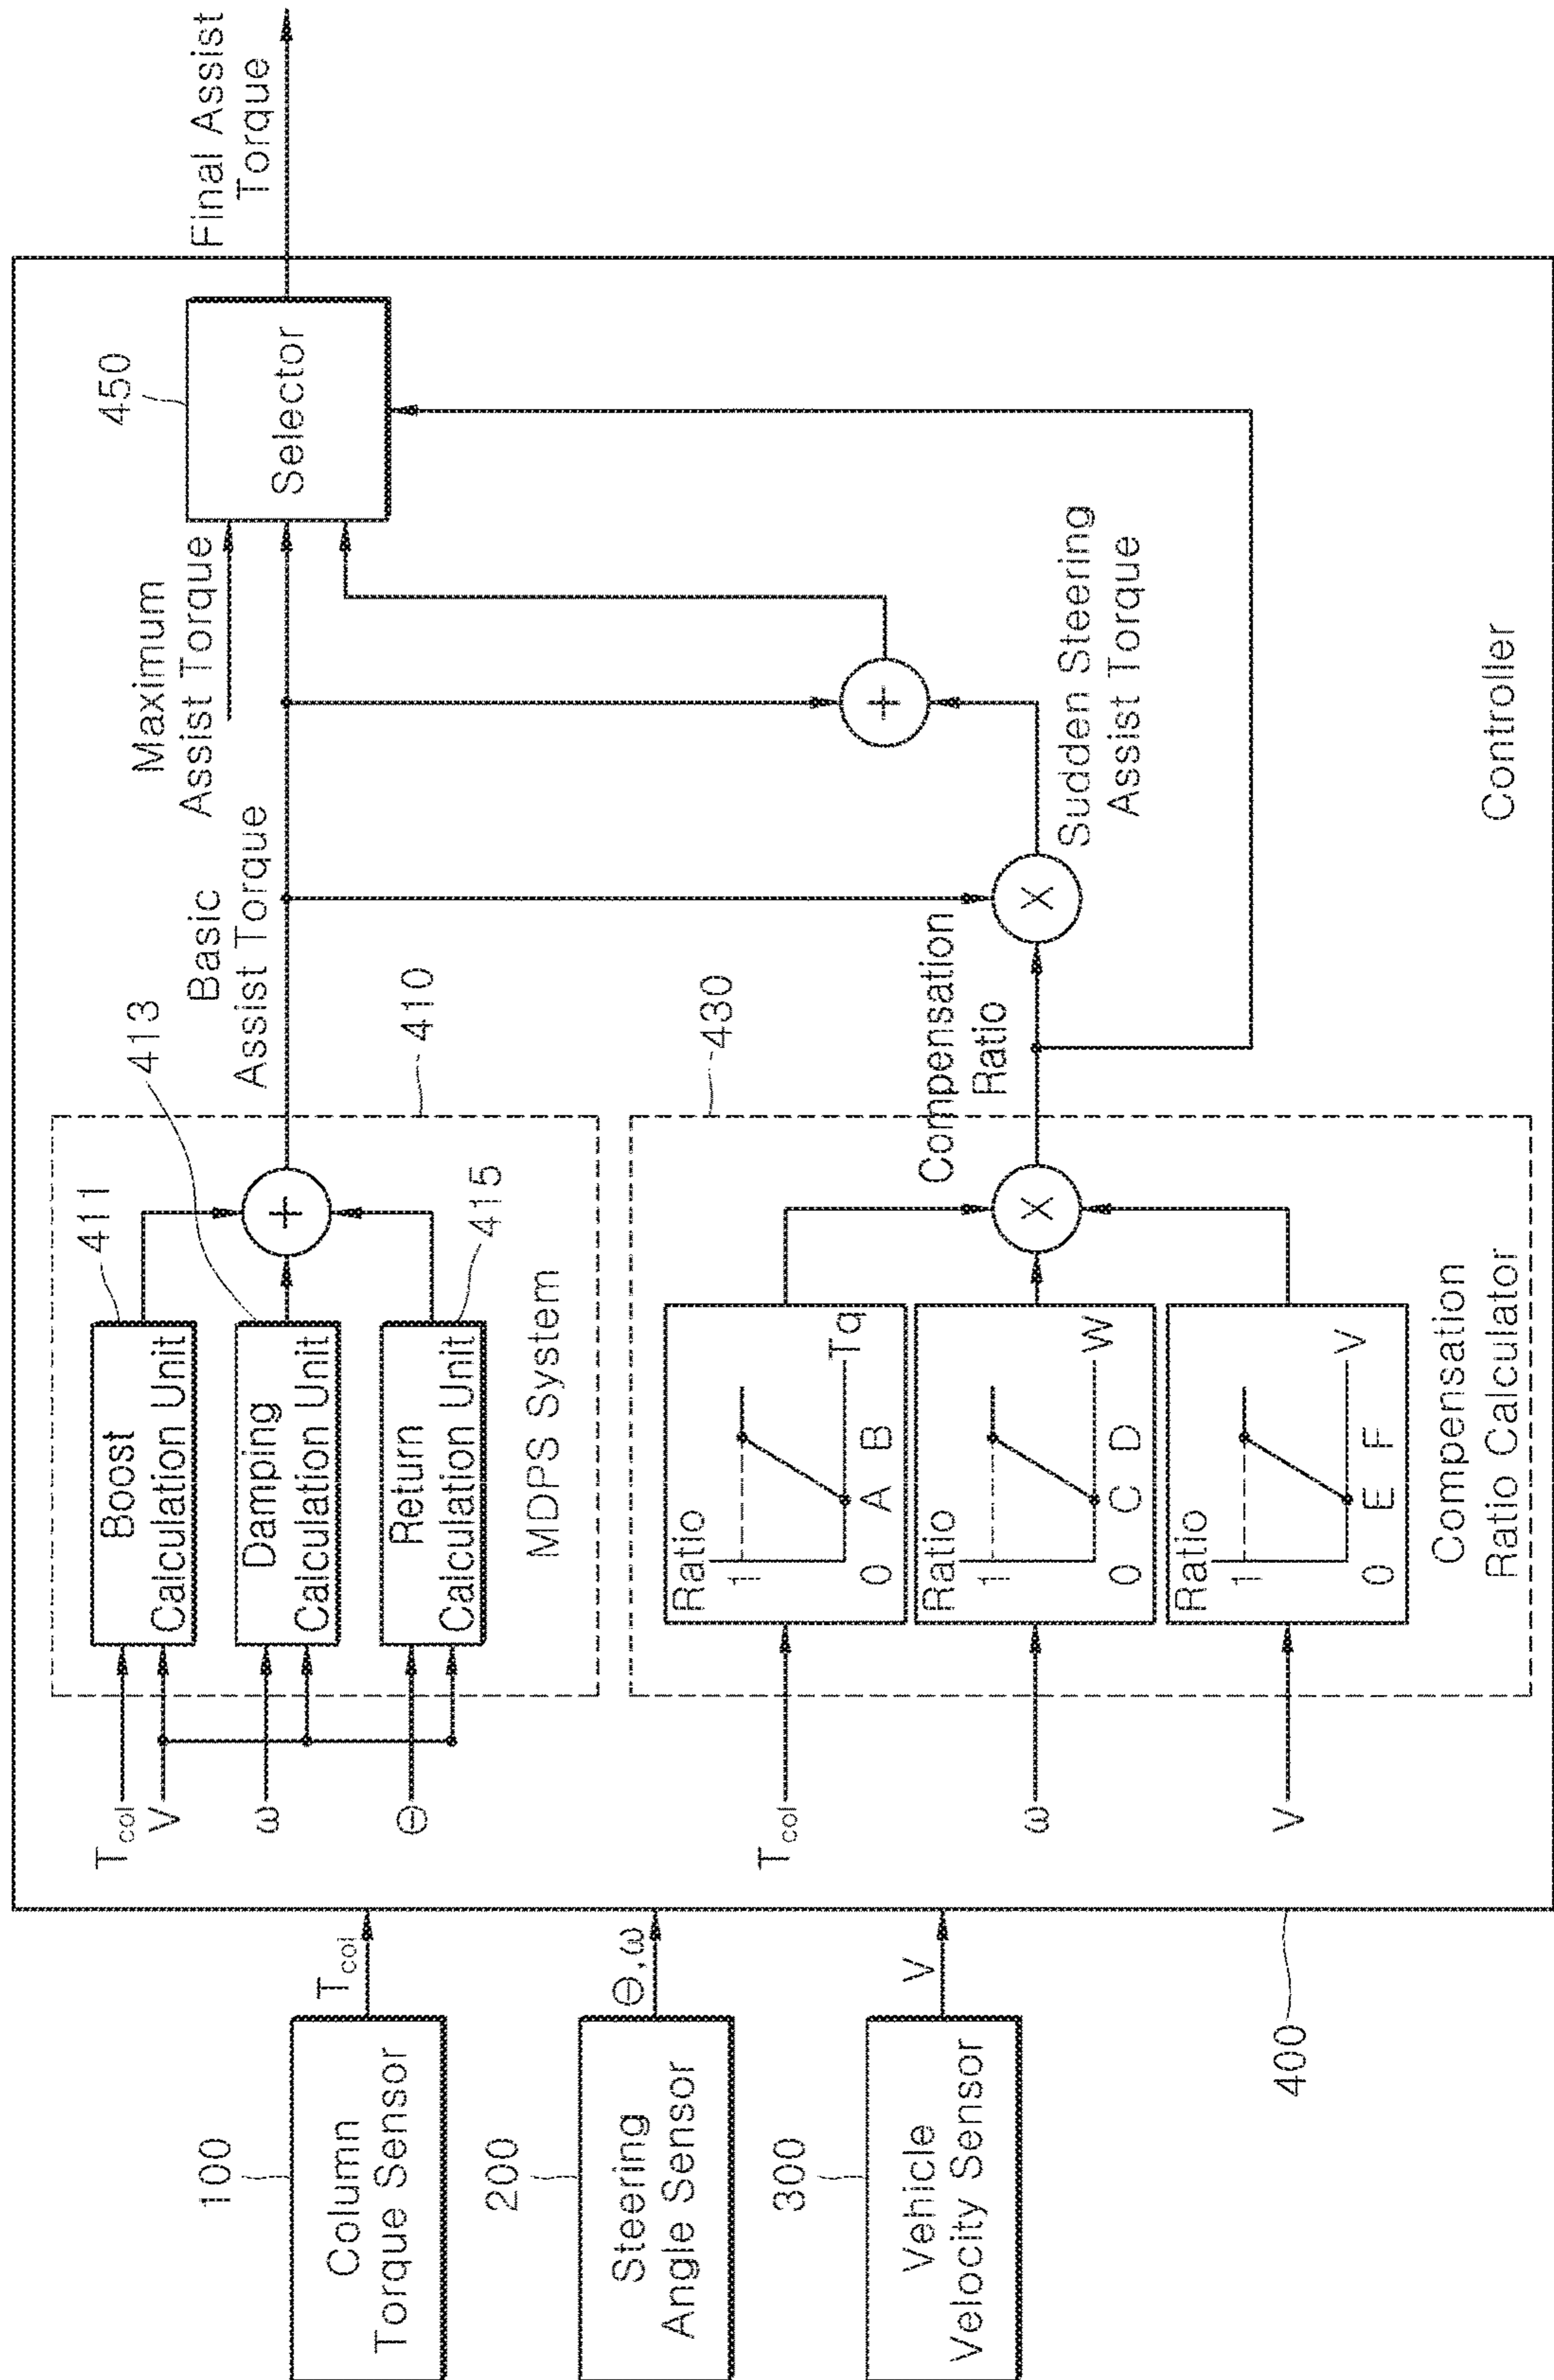 100
Column
Torque Sensor
T_col
200
Steering
Angle Sensor
Θ,ω
300
Vehicle
Velocity Sensor
V
400
T_col
V
ω
Θ
411
Boost
Calculation Unit
413
Damping
Calculation Unit
Return
Calculation Unit
415
+
MDPS System
410
Basic
Assist Torque
Maximum
Assist Torque
450
Selector
Final Assist
Torque
T_col
ω
V
Ratio
1
0 A B
Tq
Ratio
1
0 C D
W
Ratio
1
0 E F
V
X
Compensation
Ratio Calculator
430
Compensation
Ratio
X
+
Sudden Steering
Assist Torque
Controller